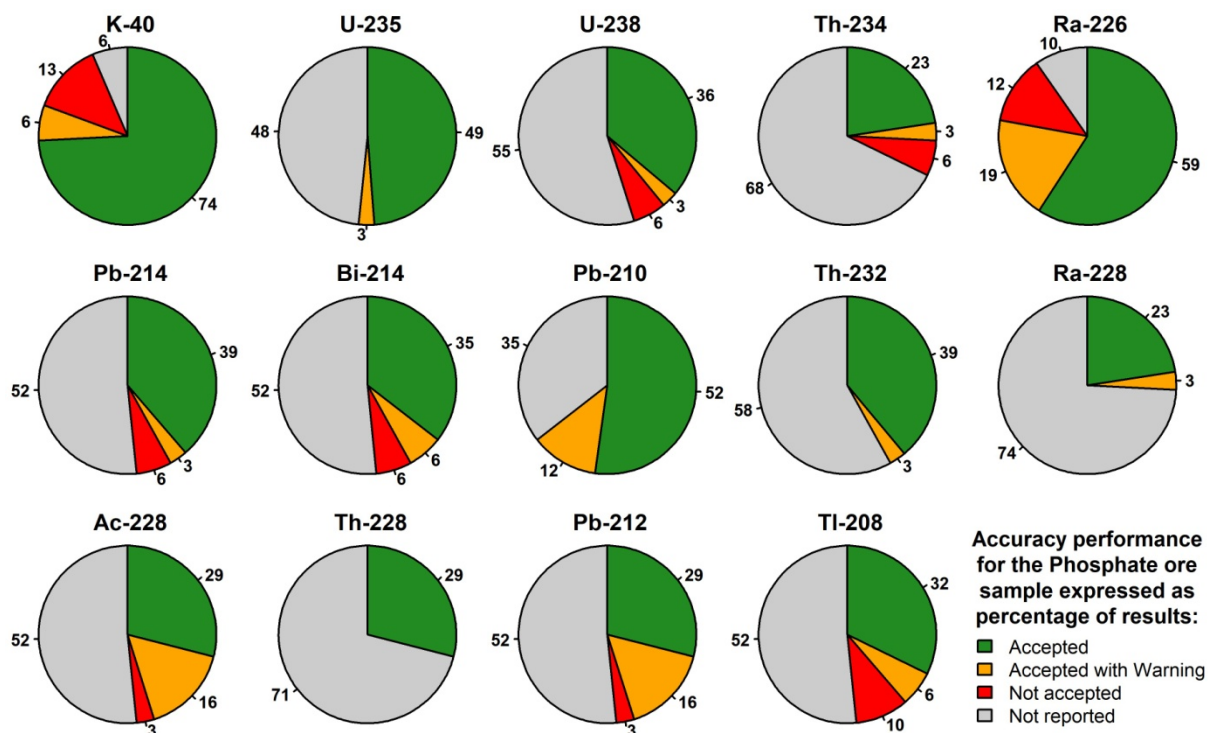 K-40
6
13
6
74
U-235
48
49
3
U-238
36
55
3
6
Th-234
23
3
6
68
Ra-226
10
12
19
59
Pb-214
39
52
3
6
Bi-214
35
52
6
6
Pb-210
35
52
12
Th-232
39
58
3
Ra-228
23
3
74
Ac-228
29
52
16
3
Th-228
29
71
Pb-212
29
52
16
3
Tl-208
32
52
6
10
Accuracy performance
for the Phosphate ore
sample expressed as
percentage of results:
Accepted
Accepted with Warning
Not accepted
Not reported